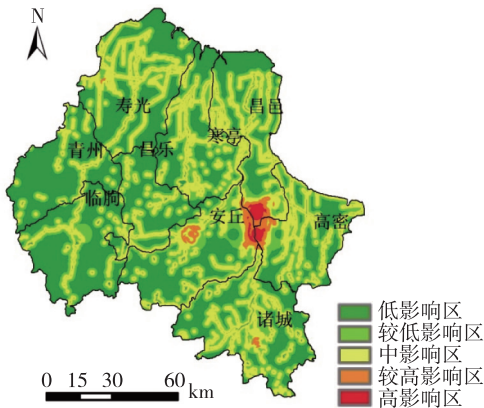 N
寿光
昌邑
寒亭
青州
昌乐
临朐
安丘
高密
诸城
低影响区
较低影响区
中影响区
较高影响区
高影响区
0 15 30 60 km